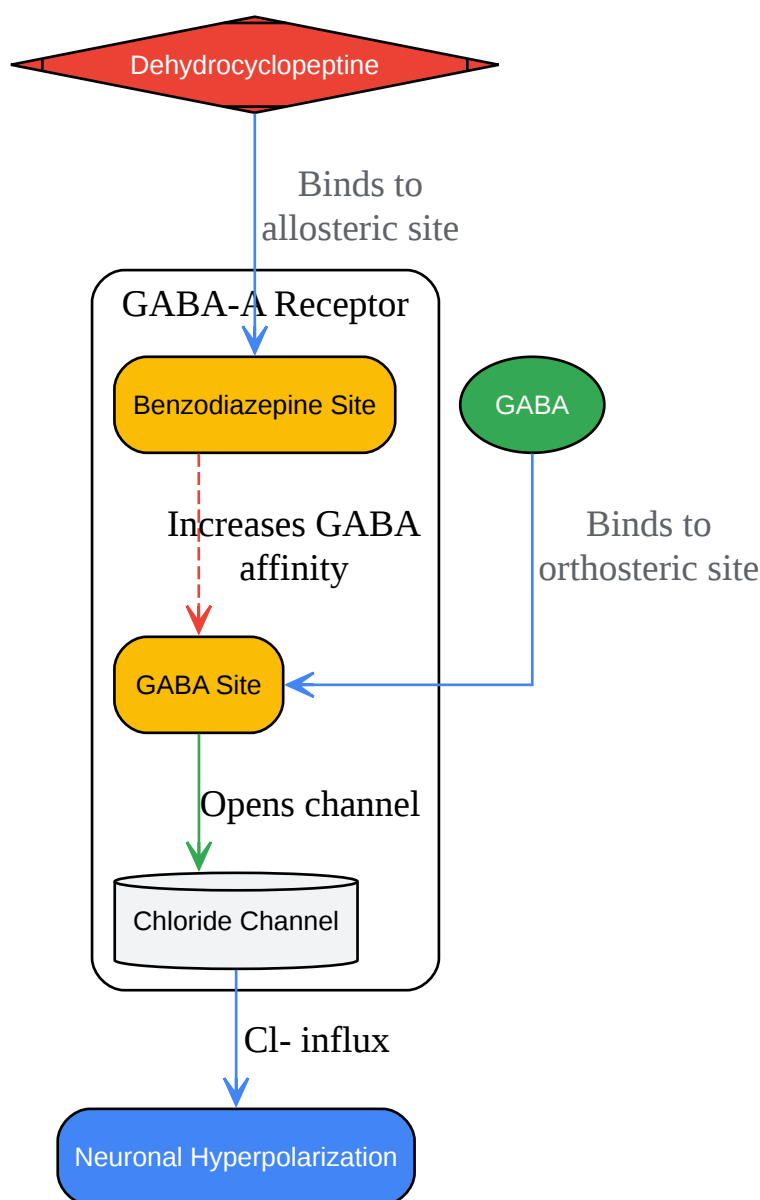 Dehydrocyclopeptine
Binds to
allosteric site
GABA-A Receptor
Benzodiazepine Site
GABA
Increases GABA
affinity
Binds to
orthosteric site
GABA Site
Opens channel
Chloride Channel
Cl- influx
Neuronal Hyperpolarization